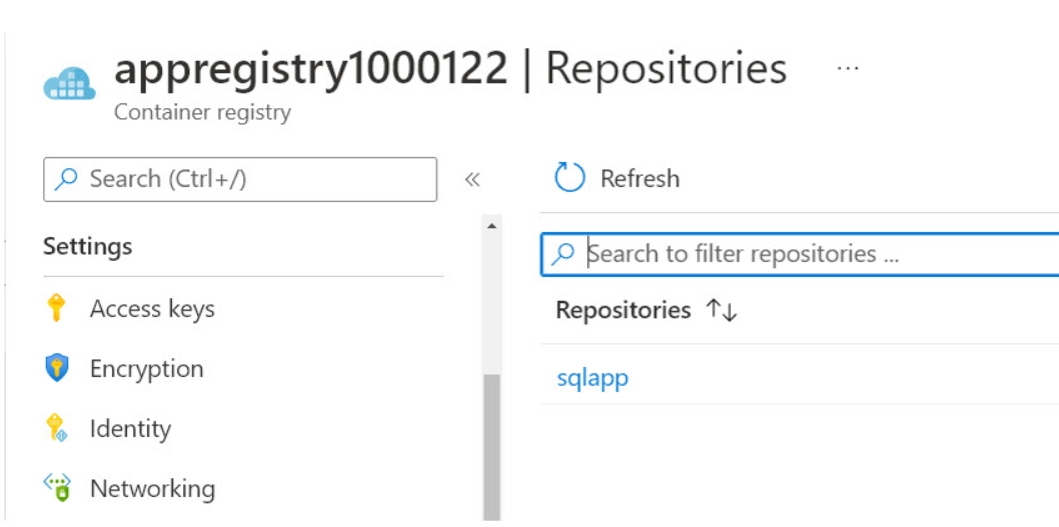 appregistry1000122 | Repositories ...
Container registry
Search (Ctrl+/)
«
Refresh
Settings
Search to filter repositories ...
Access keys
Repositories ↑↓
Encryption
sqlapp
Identity
Networking